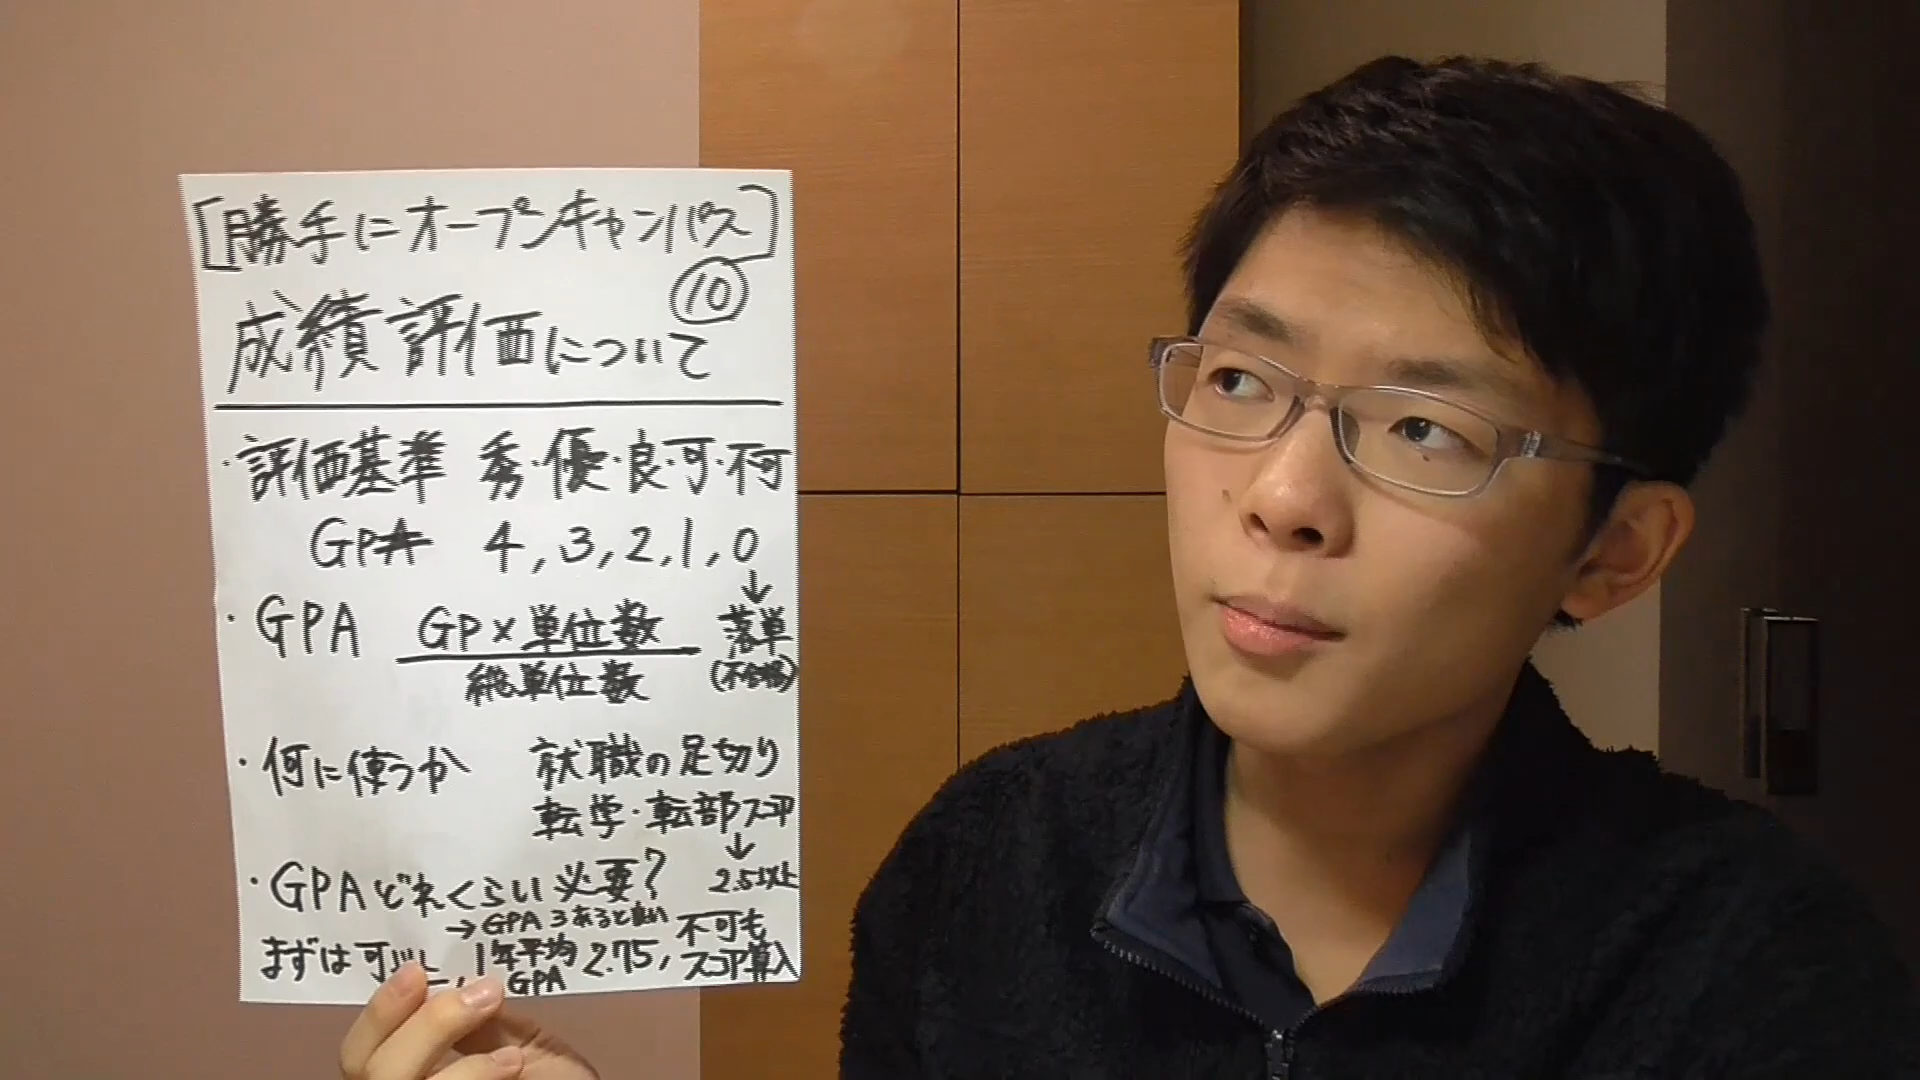 [勝手にオープンキャンパス]
⑩
成績評価について
・評価基準 秀・優・良・可・不可
GPA 4,3,2,1,0
↓
・GPA GP×単位数 落単
総単位数 (不合格)
・何に使うか 就職の足切り
転学・転部スコア
↓
・GPAどれくらい必要? 2.5以上
→GPA 3あると良い 不可も
まずは可以上, 1年平均 2.75, スコア算入
GPA